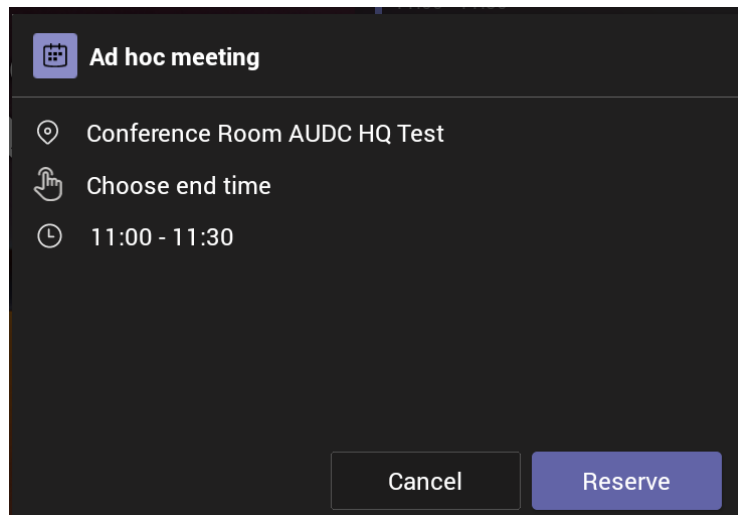 Ad hoc meeting
Conference Room AUDC HQ Test
Choose end time
11:00 - 11:30
Cancel
Reserve